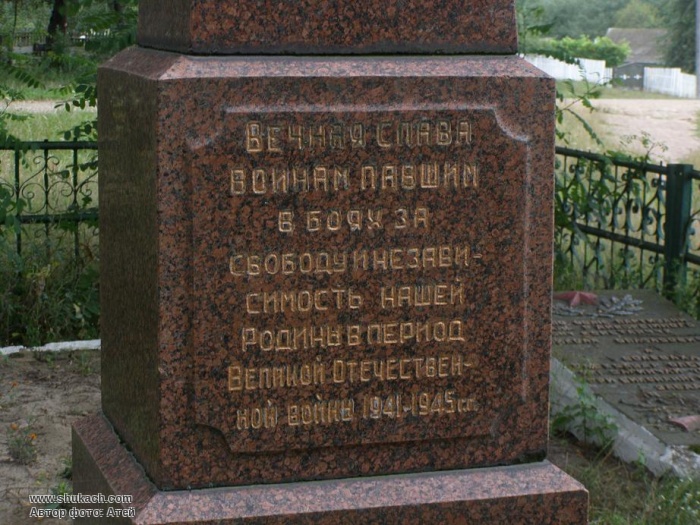 Вечная слава
воинам павшим
в боях за
свободу и незави-
симость нашей
Родины в период
Великой Отечествен-
ной войны 1941-1945 гг.
www.shukach.com
Автор фото: Атей